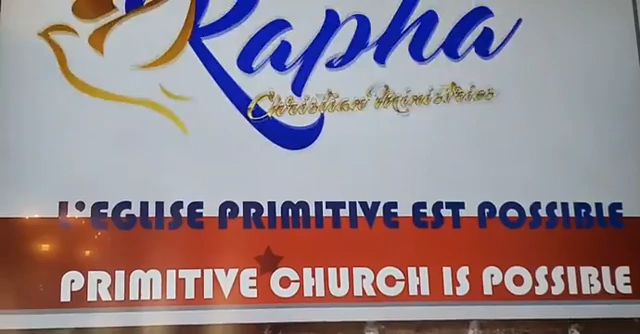 Rapha
Christian Ministries
L'EGLISE PRIMITIVE EST POSSIBLE
PRIMITIVE CHURCH IS POSSIBLE